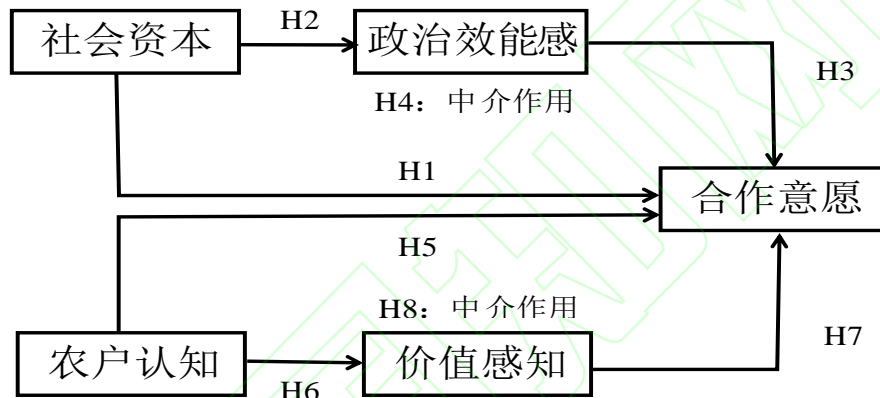 社会资本
H2
政治效能感
H3
H4：中介作用
H1
合作意愿
H5
H8：中介作用
农户认知
H6
价值感知
H7